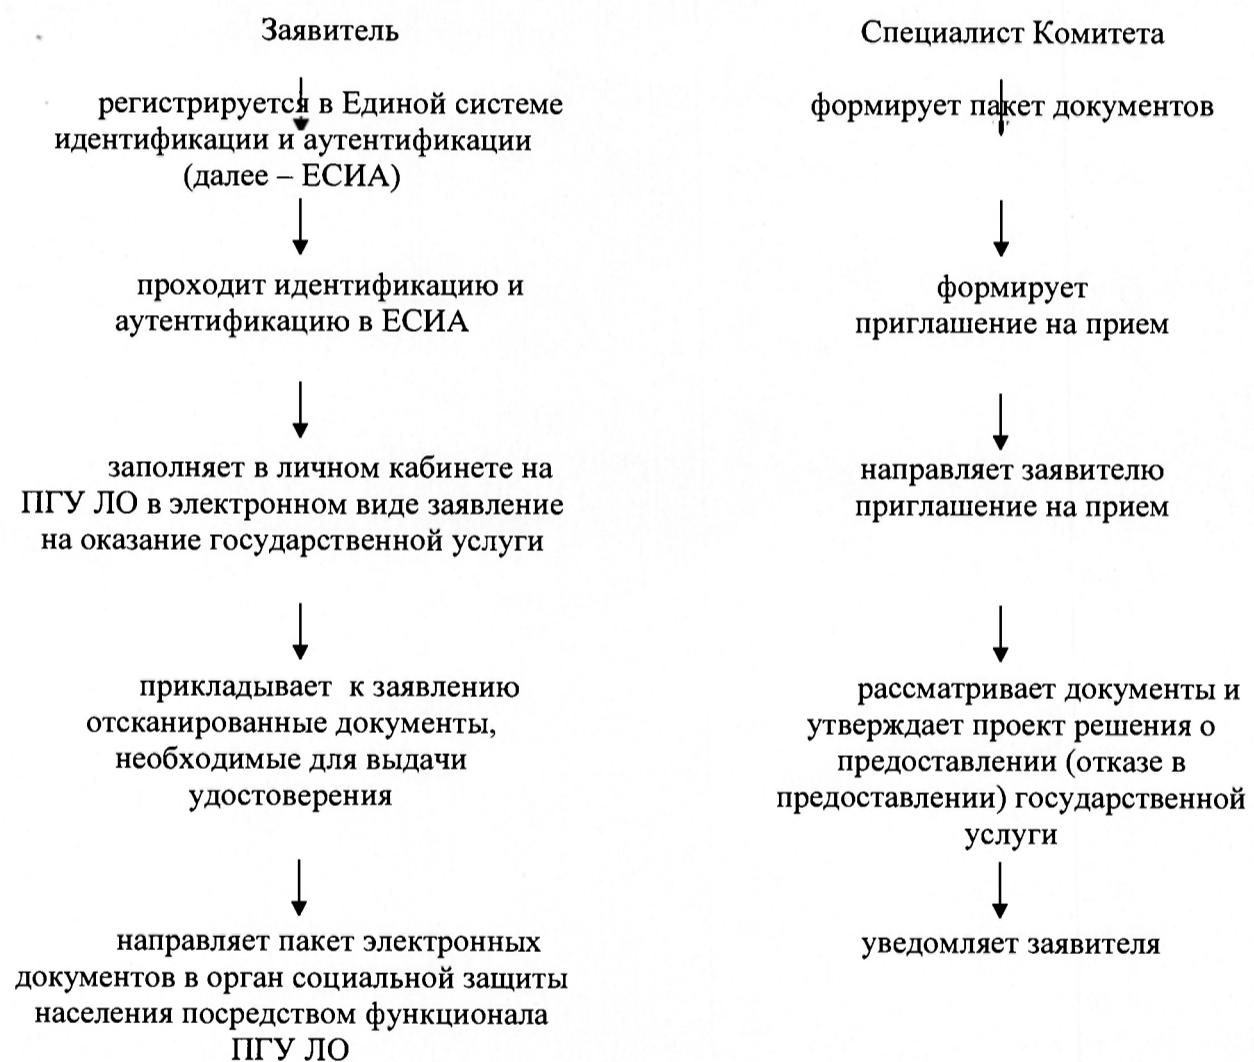 Заявитель
регистрируется в Единой системе
идентификации и аутентификации
(далее – ЕСИА)
проходит идентификацию и
аутентификацию в ЕСИА
заполняет в личном кабинете на
ПГУ ЛО в электронном виде заявление
на оказание государственной услуги
прикладывает к заявлению
отсканированные документы,
необходимые для выдачи
удостоверения
направляет пакет электронных
документов в орган социальной защиты
населения посредством функционала
ПГУ ЛО
Специалист Комитета
формирует пакет документов
формирует
приглашение на прием
направляет заявителю
приглашение на прием
рассматривает документы и
утверждает проект решения о
предоставлении (отказе в
предоставлении) государственной
услуги
уведомляет заявителя